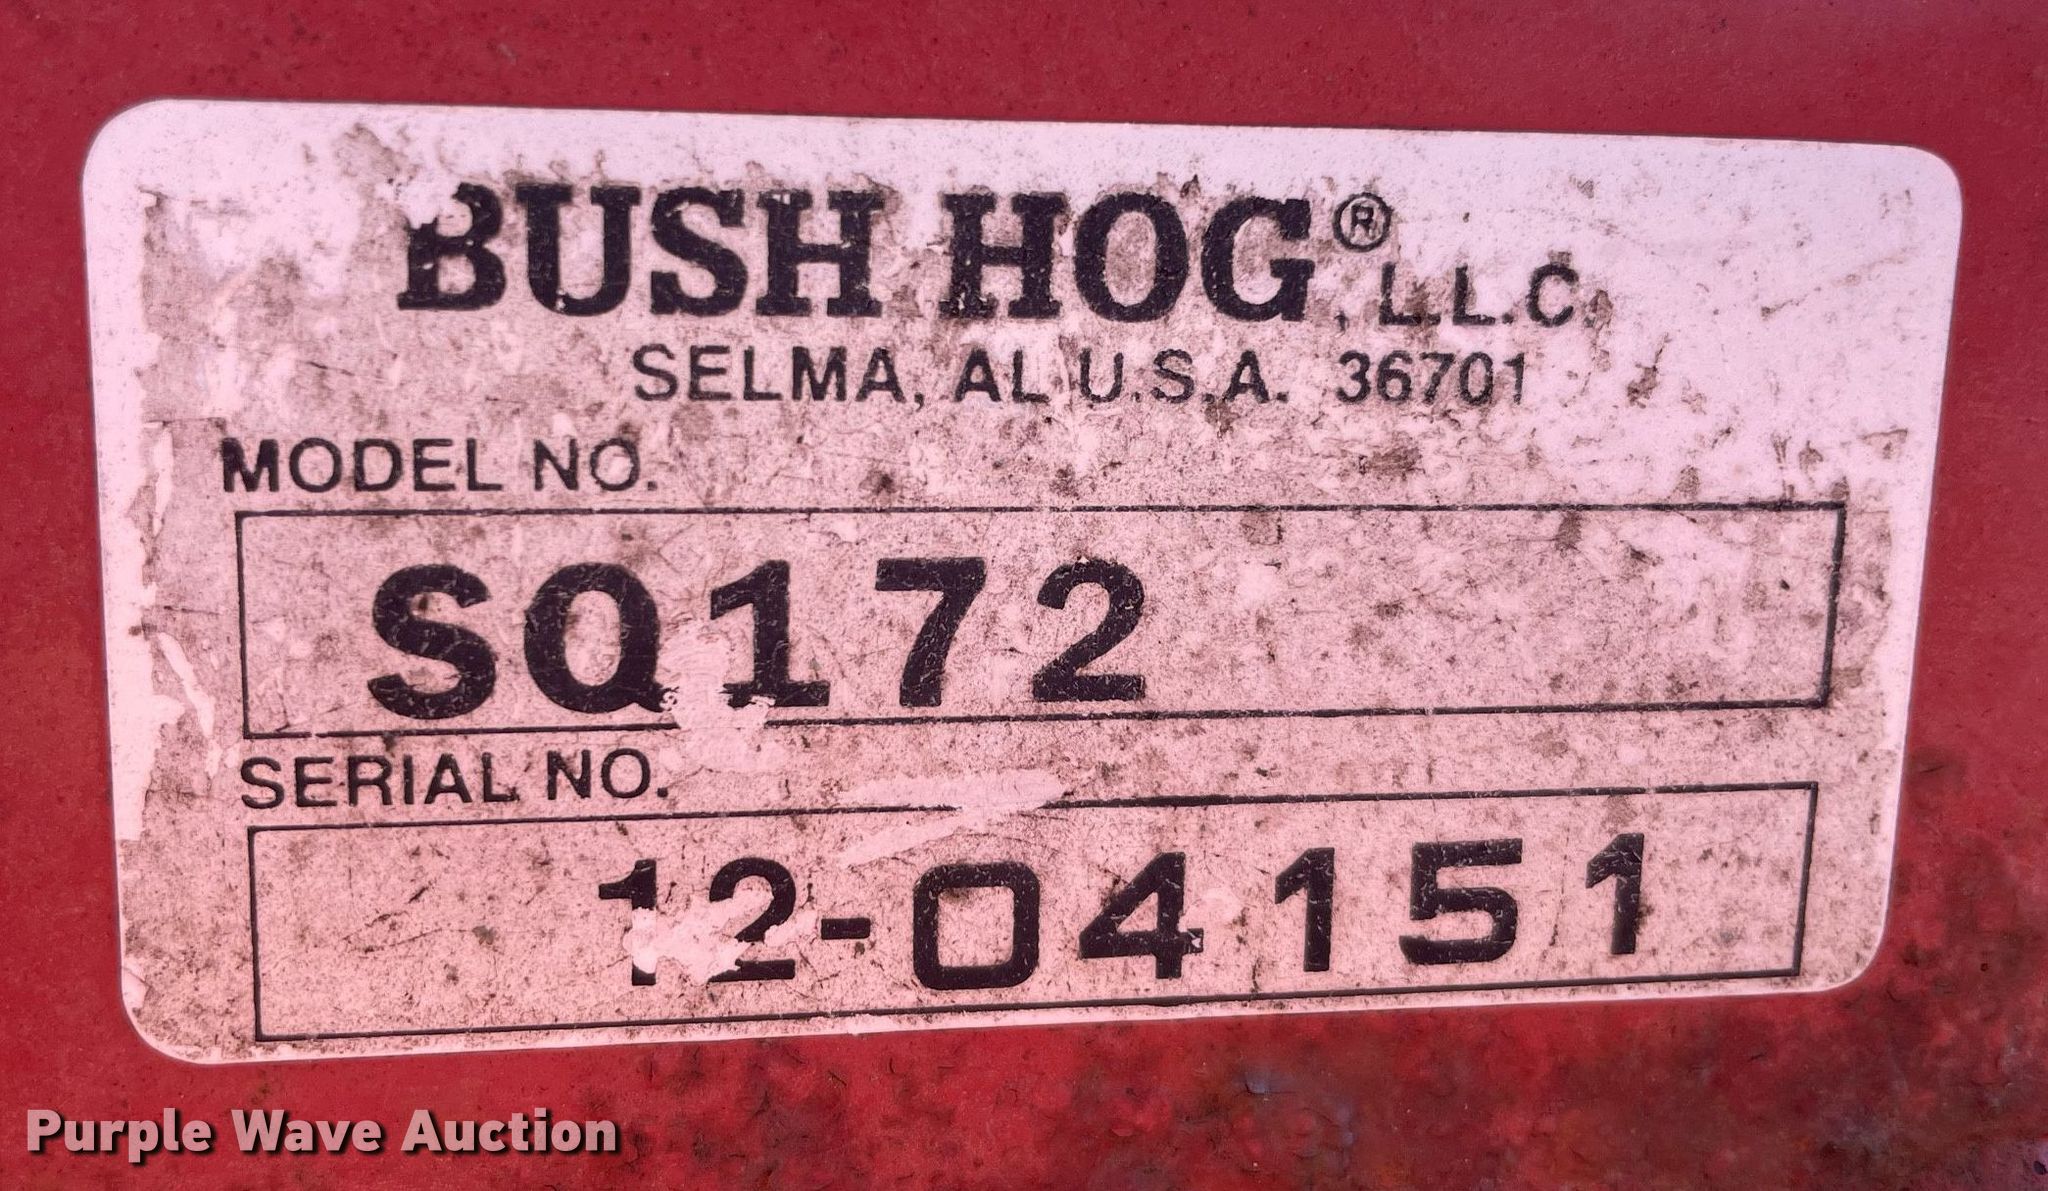 BUSH HOG®, L.L.C.
SELMA, AL U.S.A. 36701
MODEL NO.
SQ172
SERIAL NO.
12-04151
Purple Wave Auction